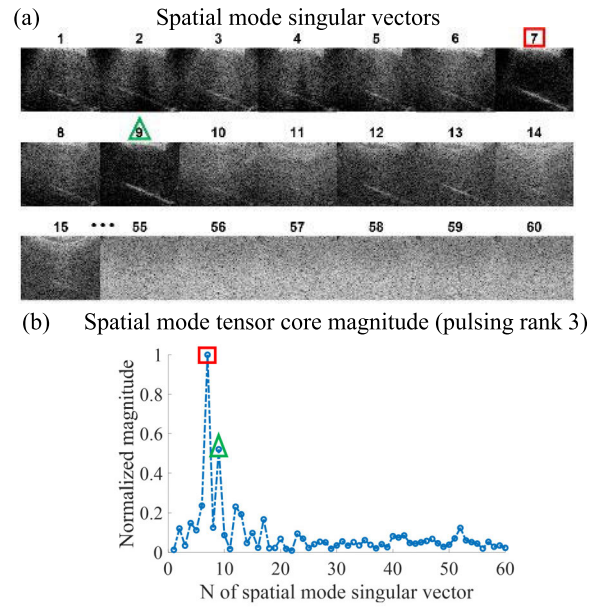 (a) Spatial mode singular vectors
1 2 3 4 5 6 7
8 9 10 11 12 13 14
15 ••• 55 56 57 58 59 60
(b) Spatial mode tensor core magnitude (pulsing rank 3)
1
0.8
0.6
0.4
0.2
0
Normalized magnitude
0 10 20 30 40 50 60
N of spatial mode singular vector